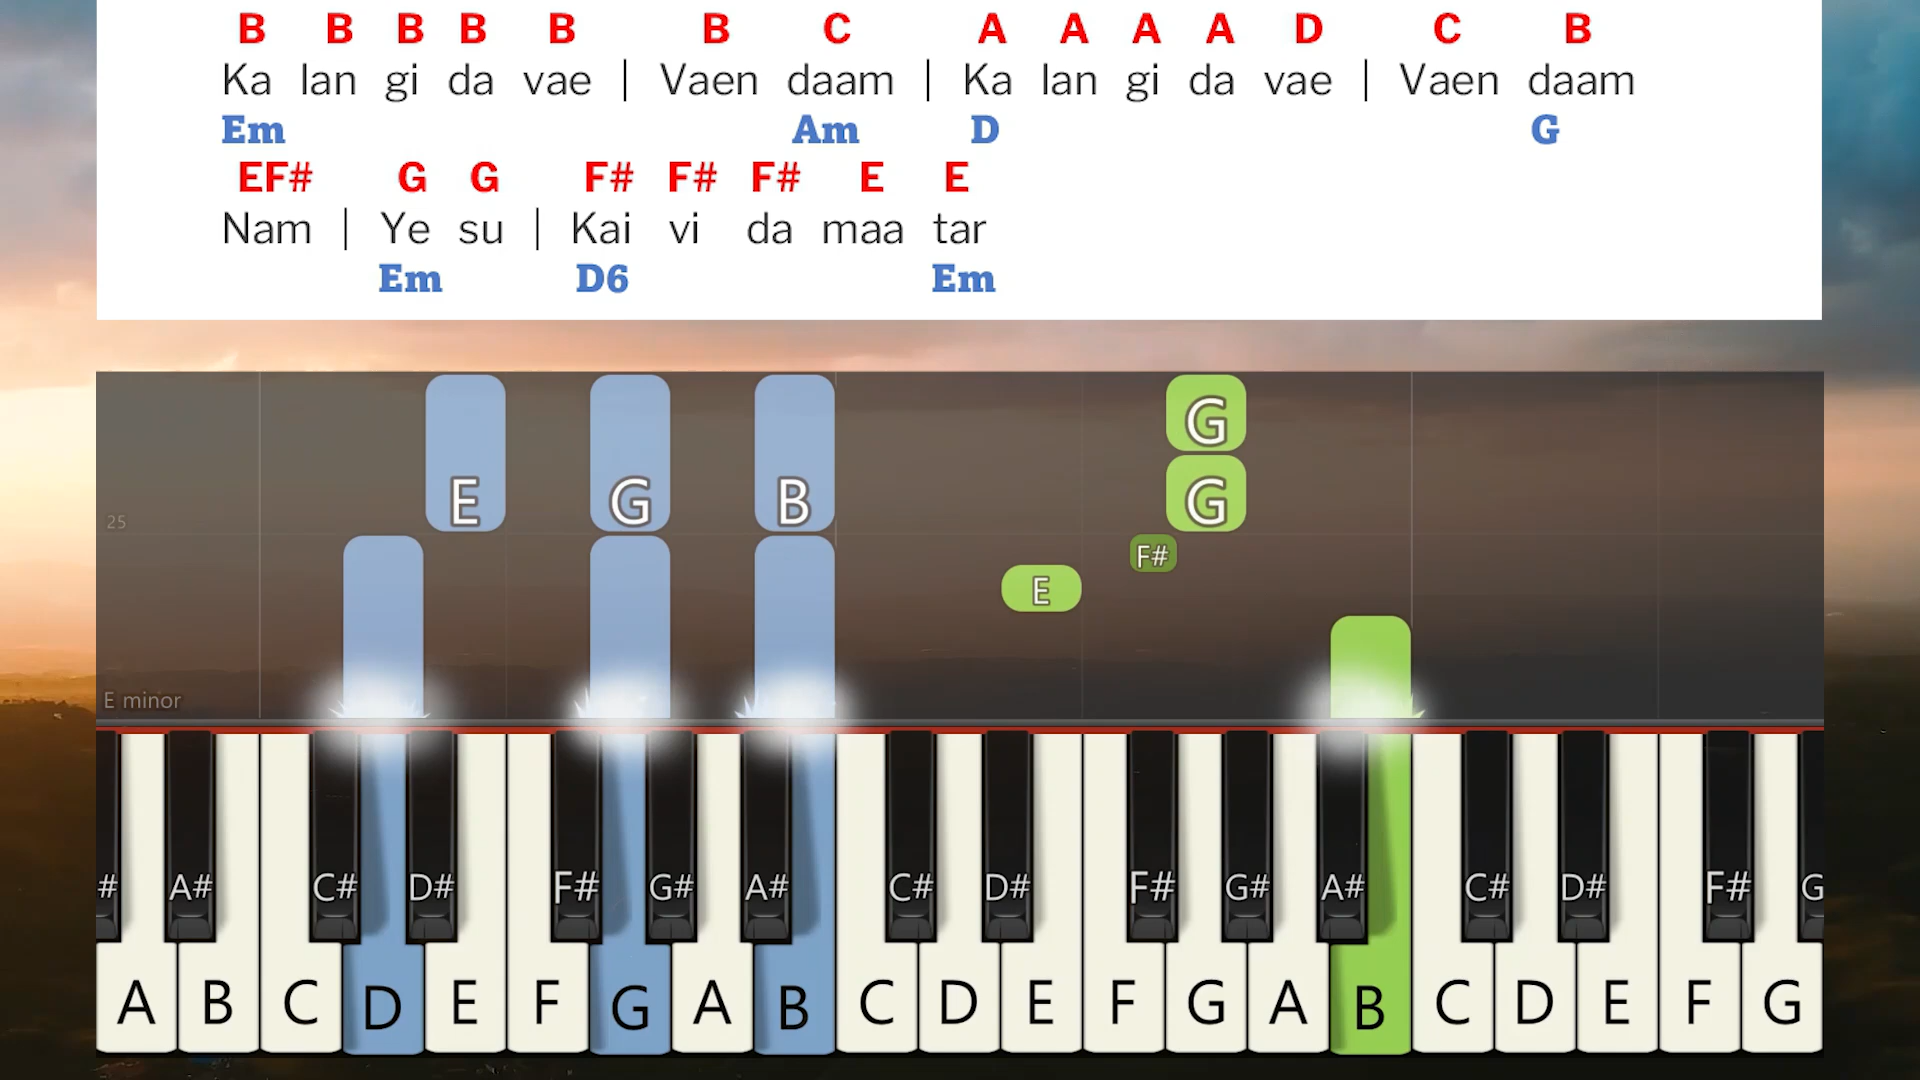 B B B B B B C A A A A D C B
Ka lan gi da vae | Vaen daam | Ka lan gi da vae | Vaen daam
Em Am D G
EF# G G F# F# F# E E
Nam | Ye su | Kai vi da maa tar
Em D6 Em
G
E G B G
25
F#
E
E minor
# A# C# D# F# G# A# C# D# F# G# A# C# D# F# G
A B C D E F G A B C D E F G A B C D E F G